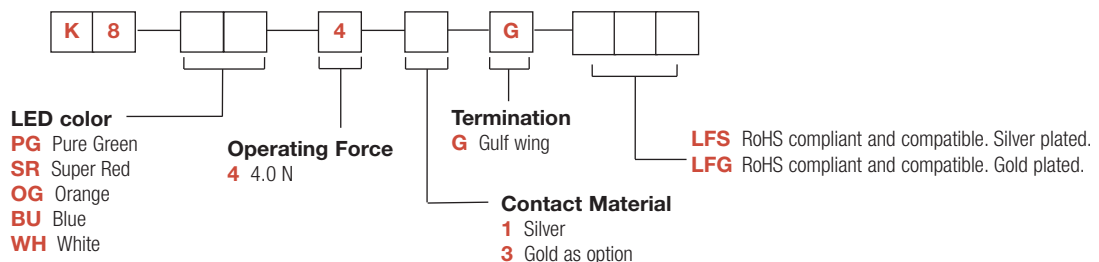 K 8 4 G
LED color
PG Pure Green
SR Super Red
OG Orange
BU Blue
WH White
Operating Force
4 4.0 N
Termination
G Gulf wing
Contact Material
1 Silver
3 Gold as option
LFS RoHS compliant and compatible. Silver plated.
LFG RoHS compliant and compatible. Gold plated.